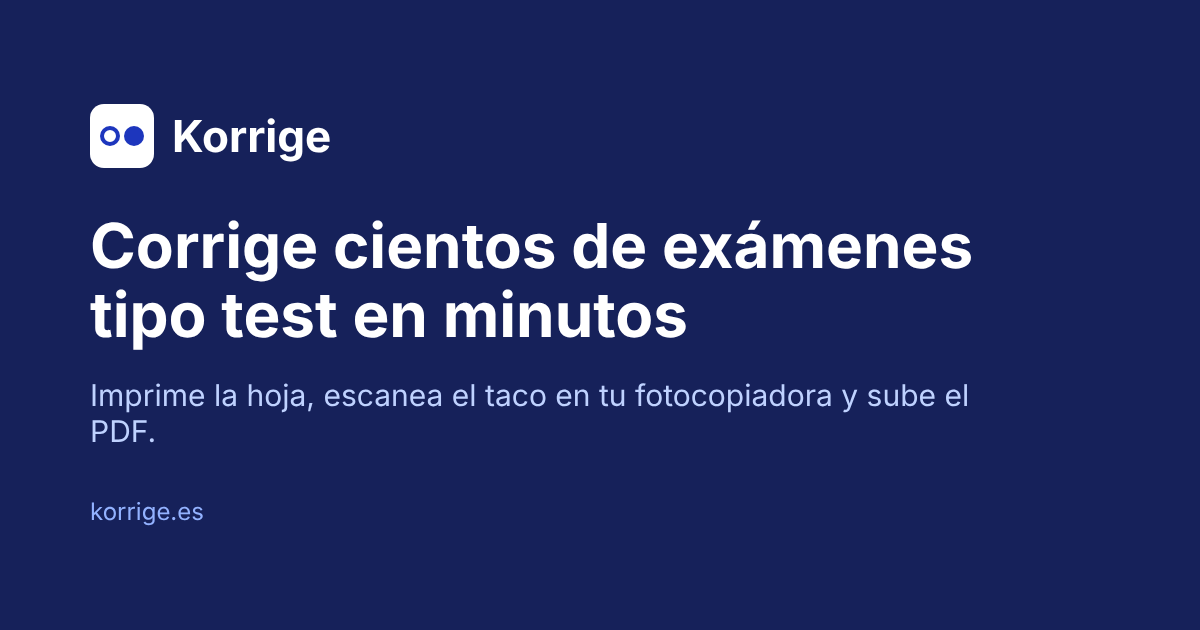 Korrige
Corrige cientos de exámenes
tipo test en minutos
Imprime la hoja, escanea el taco en tu fotocopiadora y sube el
PDF.
korrige.es